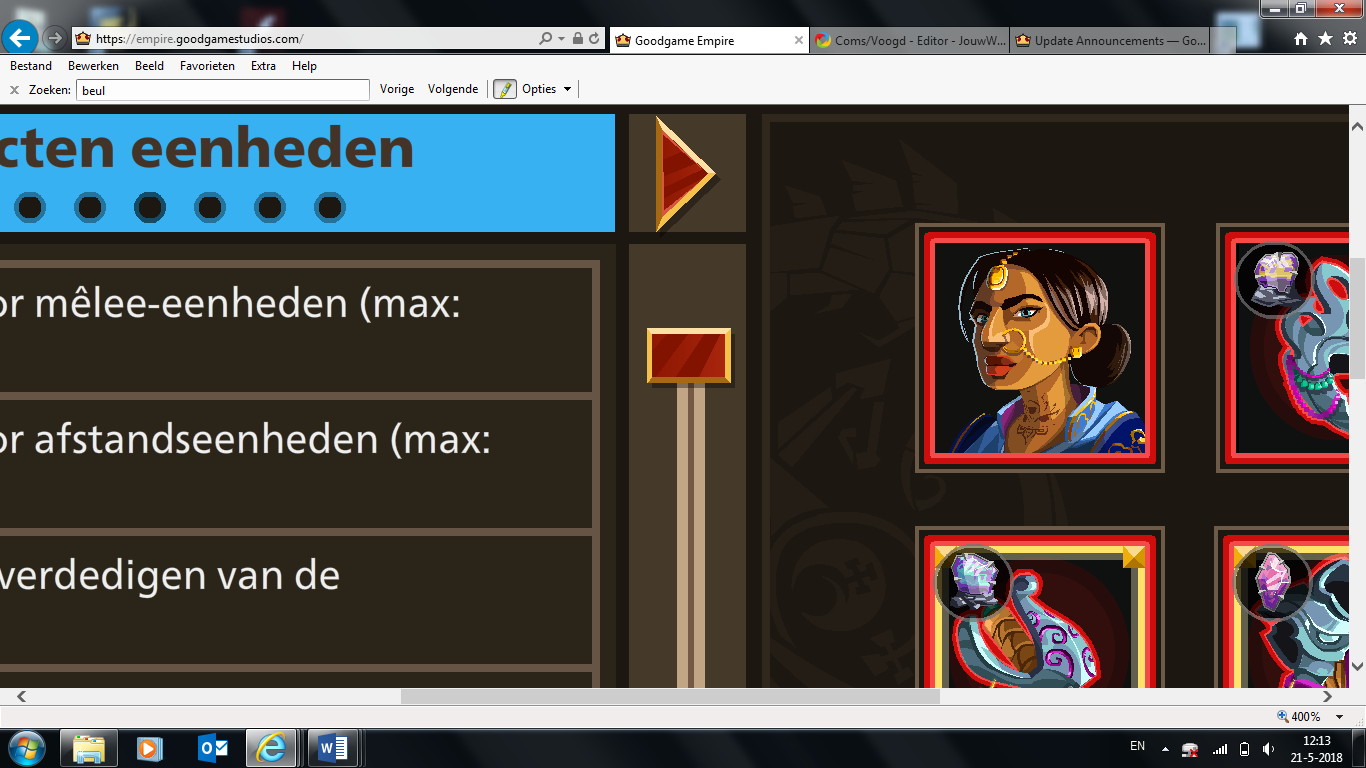 https://empire.goodgamestudios.com/
Goodgame Empire
Coms/Voogd - Editor - JouwW...
Update Announcements — Go...
Bestand Bewerken Beeld Favorieten Extra Help
Zoeken: beul Vorige Volgende Opties
cten eenheden
or mêlee-eenheden (max:
or afstandseenheden (max:
verdedigen van de
400%
EN
12:13
21-5-2018